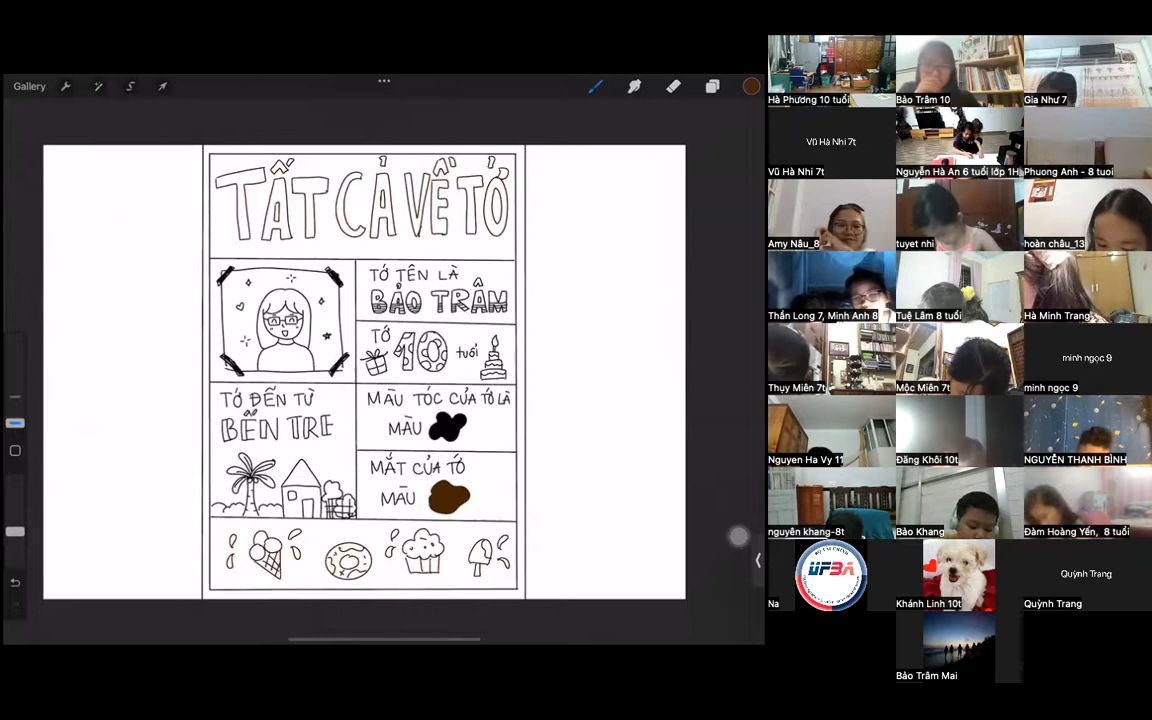 Gallery
TẤT CẢ VỀ TỚ
TỚ TÊN LÀ
BẢO TRÂM
TỚ 10 tuổi
TỚ ĐẾN TỪ
BẾN TRE
MÀU TÓC CỦA TỚ LÀ
MÀU
MẮT CỦA TỚ
MÀU
Hà Phương 10 tuổi
Bảo Trâm 10
Gia Như 7
Vũ Hà Nhi 7t
Vũ Hà Nhi 7t
Nguyễn Hà An 6 tuổi lớp 1H
Phuong Anh - 8 tuoi
Amy Nâu_8
tuyet nhi
hoàn châu_13
Thần Long 7, Minh Anh 8
Tuệ Lâm 8 tuổi
Hà Minh Trang
Thụy Miên 7t
Mộc Miên 7t
minh ngọc 9
minh ngọc 9
Nguyen Ha Vy 11
Đăng Khôi 10t
NGUYỄN THANH BÌNH
nguyên khang-8t
Bảo Khang
Đàm Hoàng Yến, 8 tuổi
BỘ TÀI CHÍNH
UFBA
Na
Khánh Linh 10t
Quỳnh Trang
Quỳnh Trang
Bảo Trâm Mai